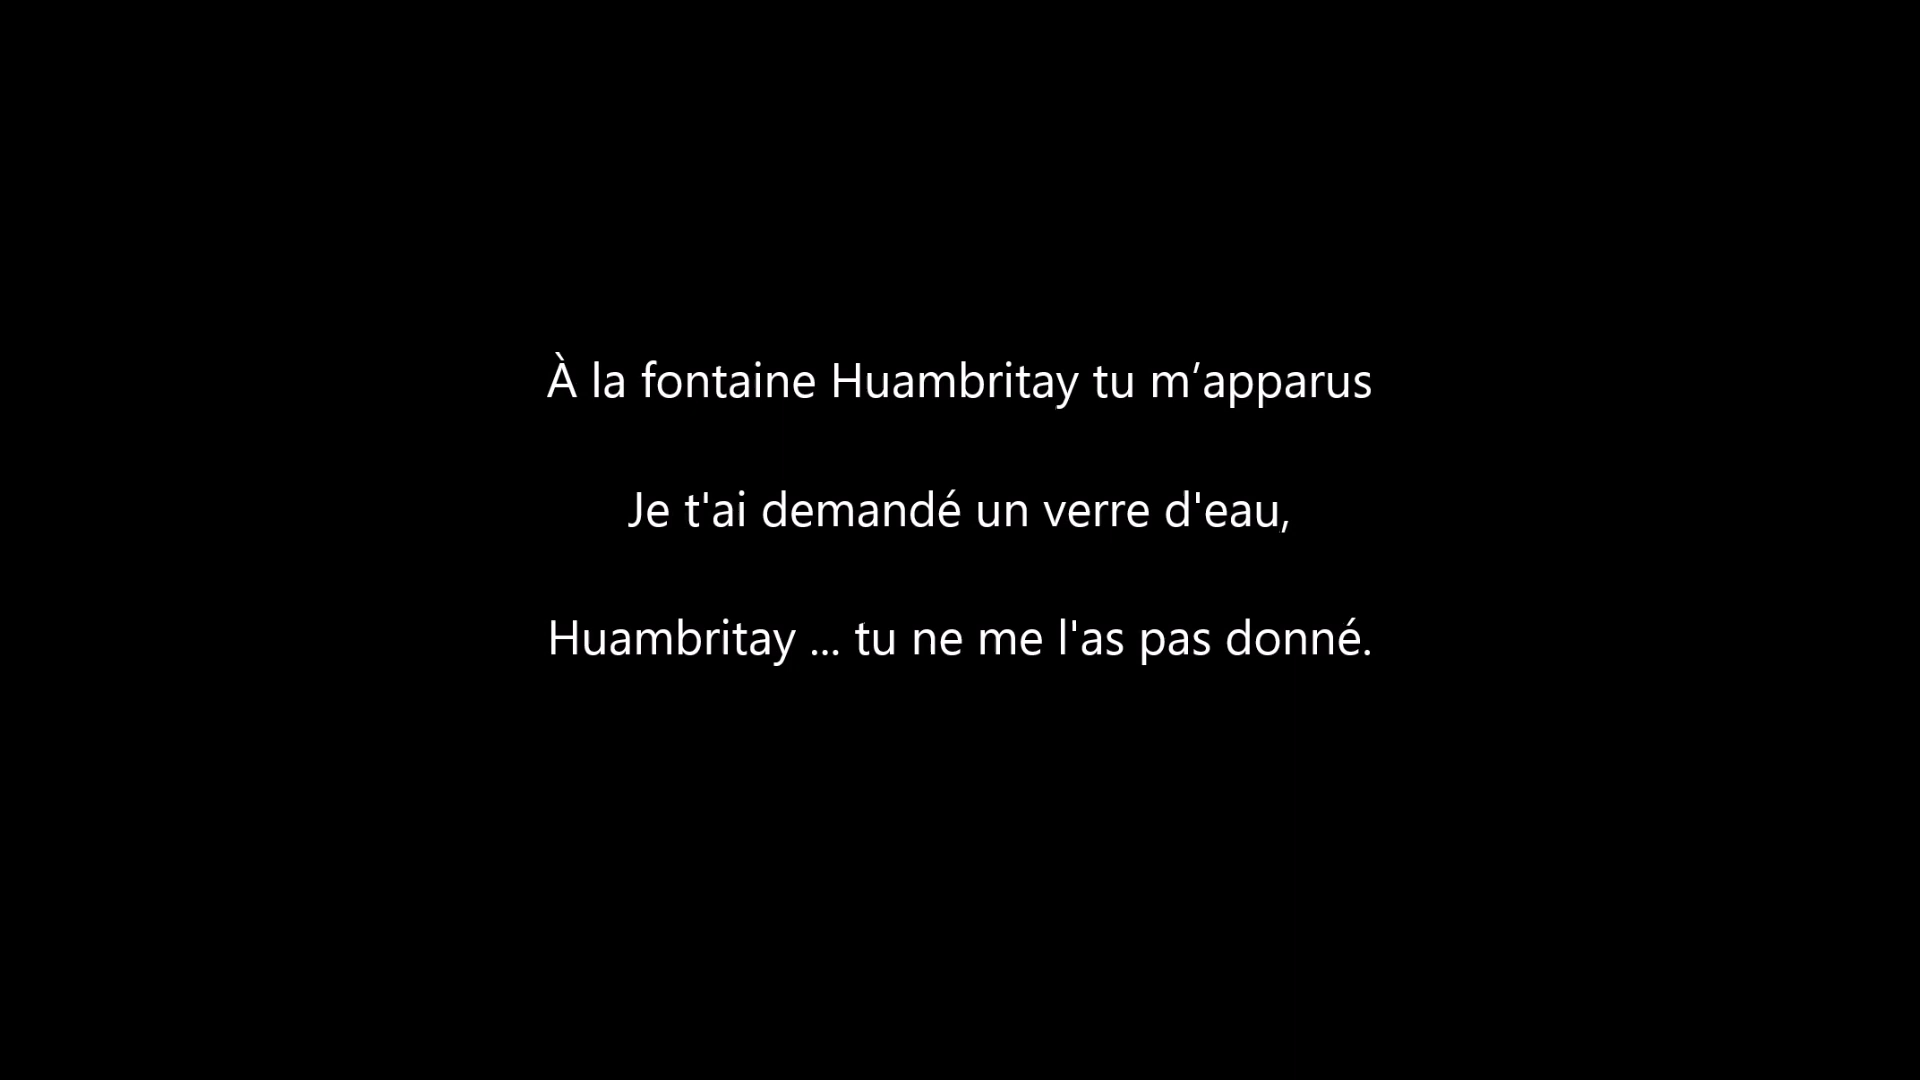 À la fontaine Huambritay tu m’apparus
Je t'ai demandé un verre d'eau,
Huambritay ... tu ne me l'as pas donné.